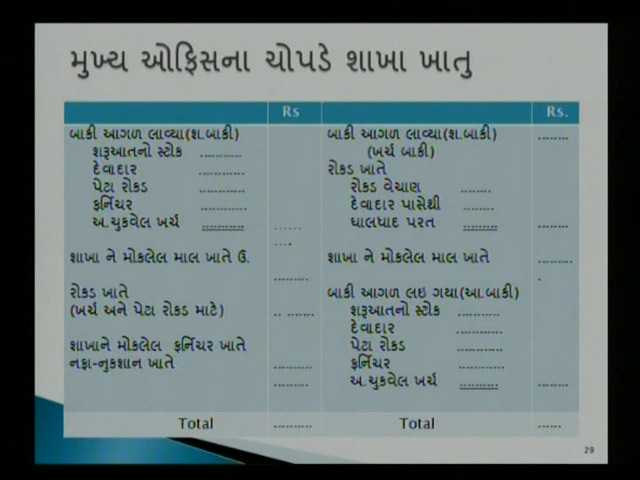 મુખ્ય ઓફિસના ચોપડે શાખા ખાતુ
Rs
Rs.
બાકી આગળ લાવ્યા(શ.બાકી)
શરૂઆતનો સ્ટોક ...........
દેવાદાર ............
પેટા રોકડ ............
ફર્નિચર ............
અ.ચુકવેલ ખર્ચ ...........
......
....
શાખા ને મોકલેલ માલ ખાતે ઉ.
.........
રોકડ ખાતે
(ખર્ચ અને પેટા રોકડ માટે) .. .......
શાખાને મોકલેલ ફર્નિચર ખાતે
નફા-નુકશાન ખાતે ..........
.........
Total ..........
બાકી આગળ લાવ્યા(શ.બાકી) ........
(ખર્ચ બાકી)
રોકડ ખાતે
રોકડ વેચાણ ........
દેવાદાર પાસેથી ........
ઘાલખાદ પરત ......... ........
શાખા ને મોકલેલ માલ ખાતે .........
.
બાકી આગળ લઇ ગયા(આ.બાકી)
શરૂઆતનો સ્ટોક ...........
દેવાદાર ............
પેટા રોકડ ............
ફર્નિચર ............
અ.ચુકવેલ ખર્ચ .......... ........
Total ......
29